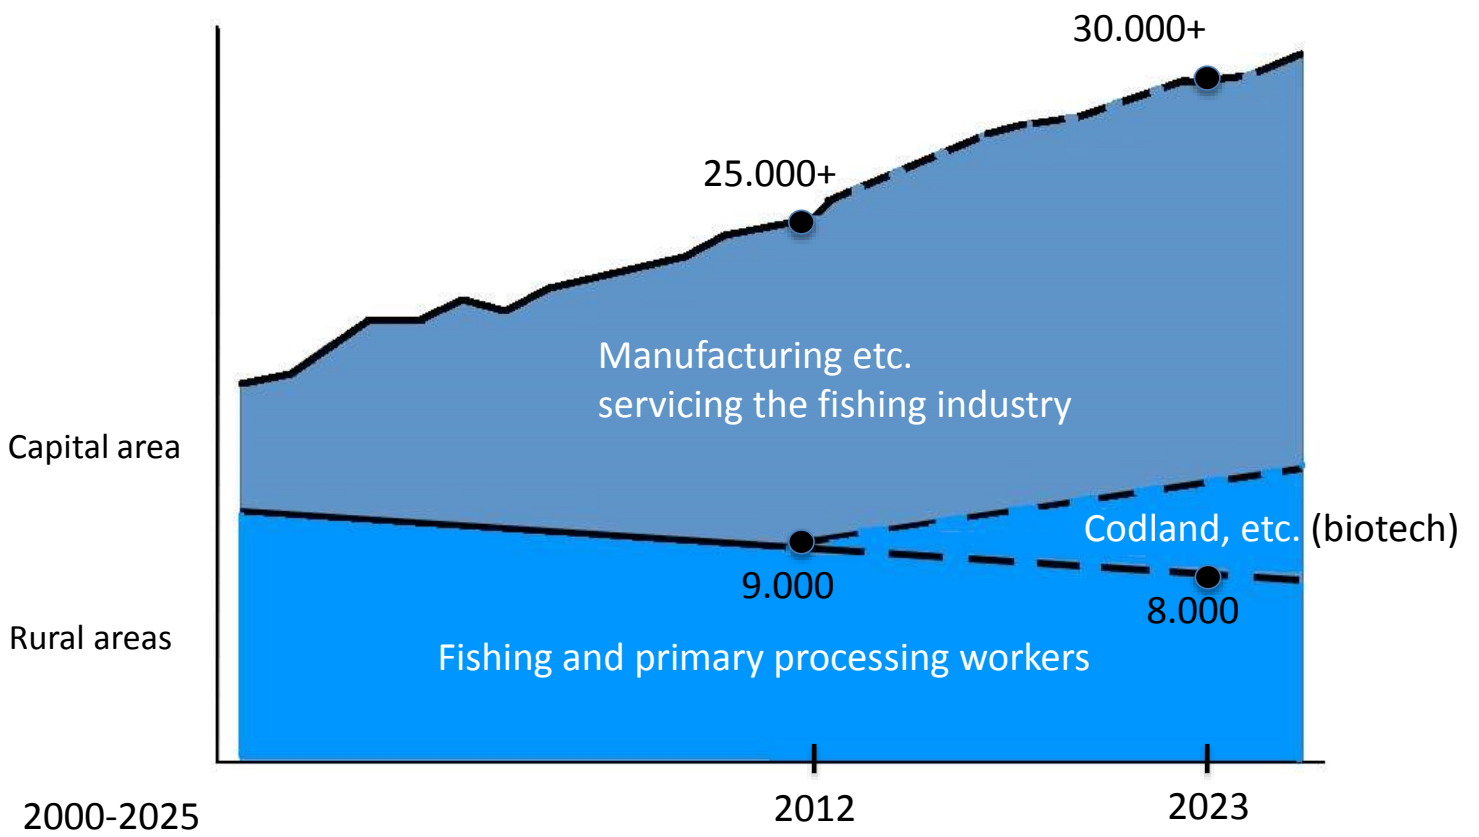 30.000+
25.000+
Manufacturing etc.
servicing the fishing industry
Capital area
Codland, etc. (biotech)
9.000
8.000
Rural areas
Fishing and primary processing workers
2000-2025
2012
2023